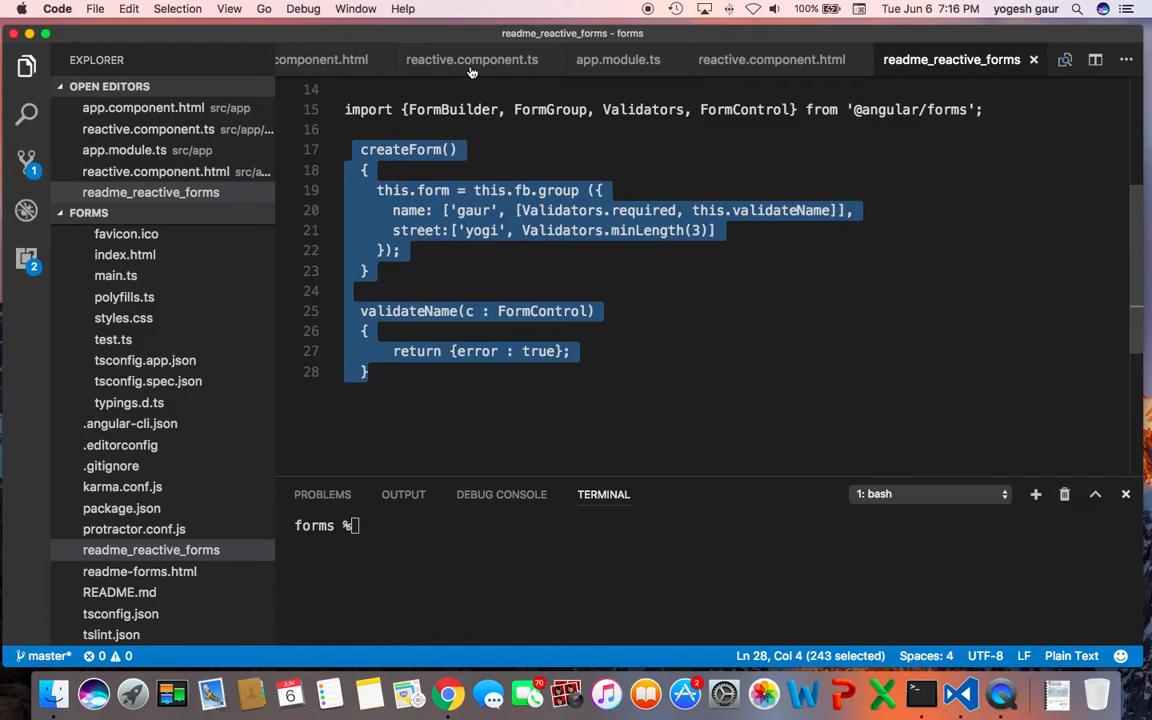 Code File Edit Selection View Go Debug Window Help 100% Tue Jun 6 7:16 PM yogesh gaur
readme_reactive_forms - forms
EXPLORER
component.html reactive.component.ts app.module.ts reactive.component.html readme_reactive_forms
OPEN EDITORS
app.component.html src/app
reactive.component.ts src/app/...
app.module.ts src/app
reactive.component.html src/a...
readme_reactive_forms
FORMS
favicon.ico
index.html
main.ts
polyfills.ts
styles.css
test.ts
tsconfig.app.json
tsconfig.spec.json
typings.d.ts
.angular-cli.json
.editorconfig
.gitignore
karma.conf.js
package.json
protractor.conf.js
readme_reactive_forms
readme-forms.html
README.md
tsconfig.json
tslint.json
1
2
14
15 import {FormBuilder, FormGroup, Validators, FormControl} from '@angular/forms';
16
17 createForm()
18 {
19 this.form = this.fb.group ({
20 name: ['gaur', [Validators.required, this.validateName]],
21 street:['yogi', Validators.minLength(3)]
22 });
23 }
24
25 validateName(c : FormControl)
26 {
27 return {error : true};
28 }
PROBLEMS OUTPUT DEBUG CONSOLE TERMINAL 1: bash
forms %
master* 0 0 Ln 28, Col 4 (243 selected) Spaces: 4 UTF-8 LF Plain Text
6 70 2